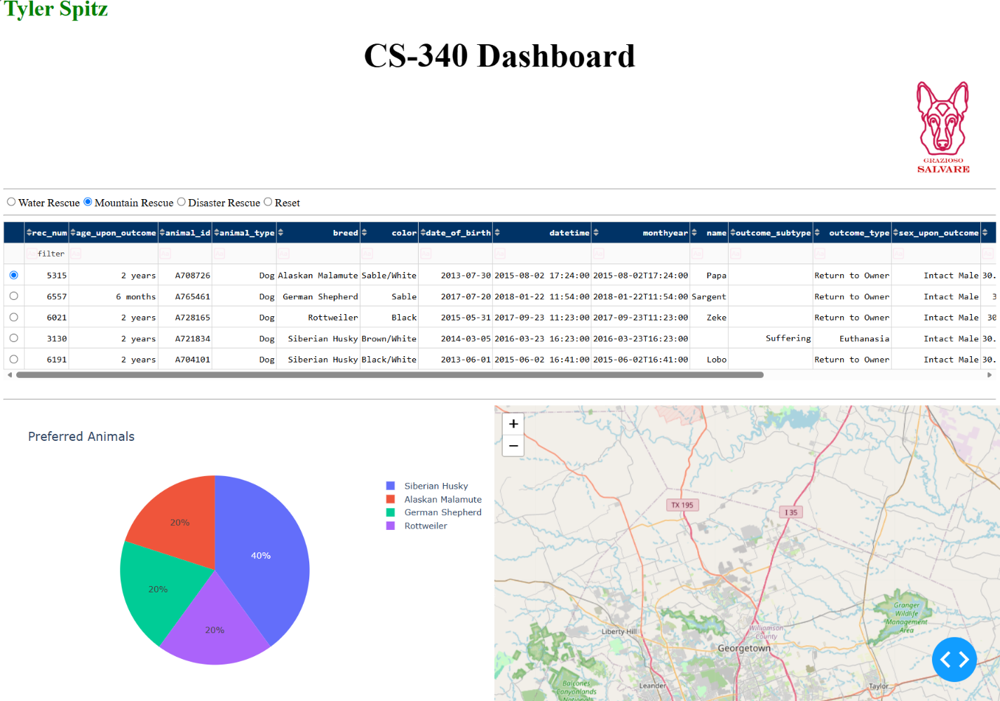 Tyler Spitz
CS-340 Dashboard
GRAZIOSO
SALVARE
Water Rescue Mountain Rescue Disaster Rescue Reset
rec_num age_upon_outcome animal_id animal_type breed color date_of_birth datetime monthyear name outcome_subtype outcome_type sex_upon_outcome
filter
5315 2 years A708726 Dog Alaskan Malamute Sable/White 2013-07-30 2015-08-02 17:24:00 2015-08-02T17:24:00 Papa Return to Owner Intact Male 30.
6557 6 months A765461 Dog German Shepherd Sable 2017-07-20 2018-01-22 11:54:00 2018-01-22T11:54:00 Sargent Return to Owner Intact Male 3
6021 2 years A728165 Dog Rottweiler Black 2015-05-31 2017-09-23 11:23:00 2017-09-23T11:23:00 Zeke Return to Owner Intact Male 30
3130 2 years A721834 Dog Siberian Husky Brown/White 2014-03-05 2016-03-23 16:23:00 2016-03-23T16:23:00 Suffering Euthanasia Intact Male 30.
6191 2 years A704101 Dog Siberian Husky Black/White 2013-06-01 2015-06-02 16:41:00 2015-06-02T16:41:00 Lobo Return to Owner Intact Male 30.
Preferred Animals
Siberian Husky
Alaskan Malamute
German Shepherd
Rottweiler
20%
40%
20%
20%
+
−
TX 195
I 35
Granger
Wildlife
Management
Area
Liberty Hill
Williamson
County
Georgetown
Leander
Taylor
Balcones
Canyonlands
National